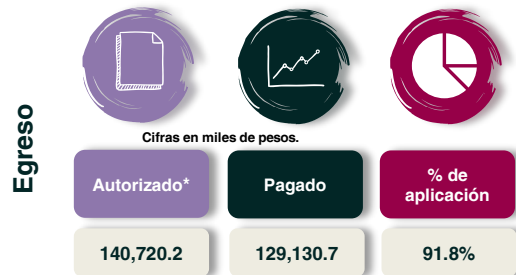 Egreso
Cifras en miles de pesos.
Autorizado*
Pagado
% de
aplicación
140,720.2
129,130.7
91.8%